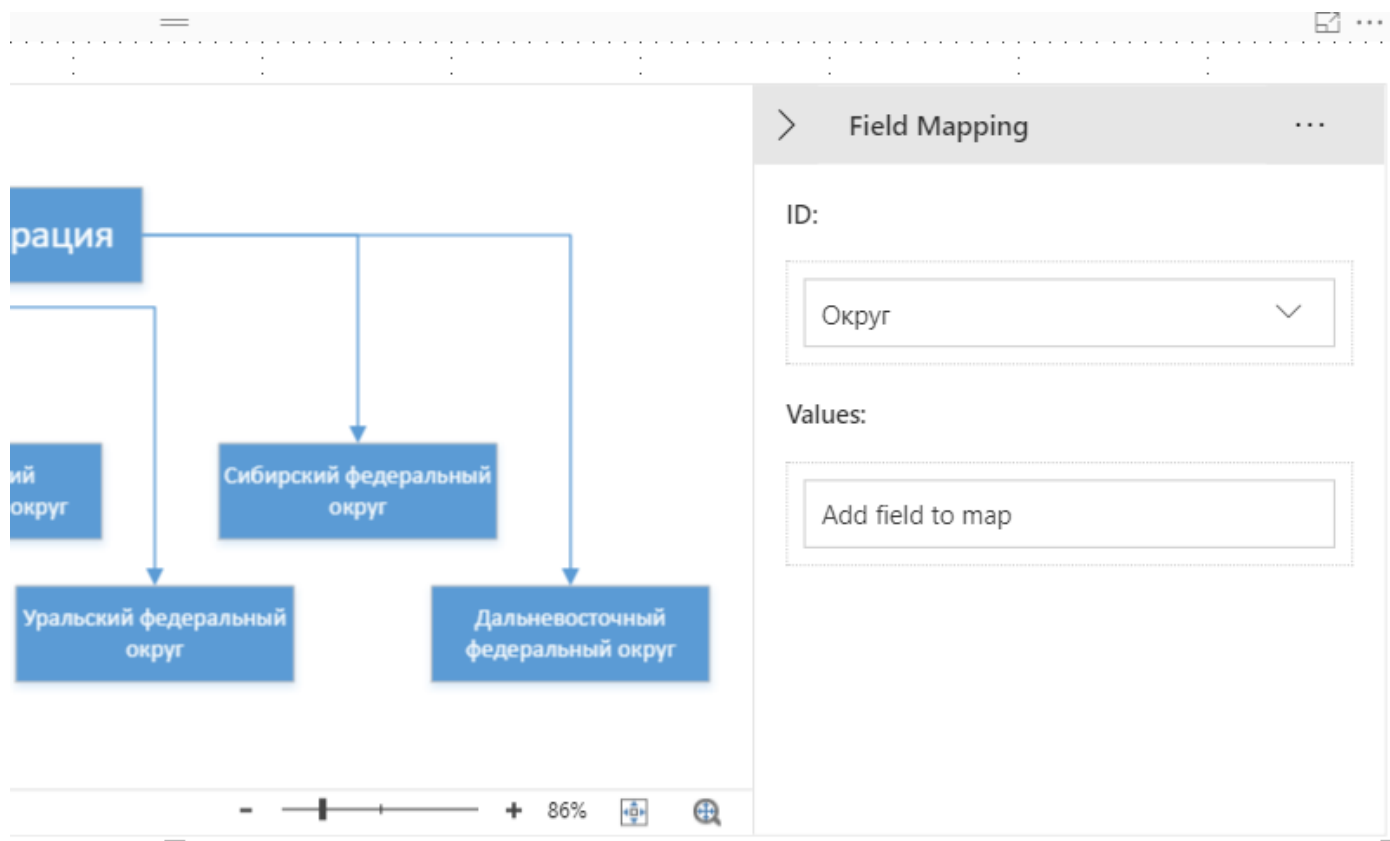 Field Mapping
рация
ID:
Округ
Values:
ий
округ
Сибирский федеральный
округ
Add field to map
Уральский федеральный
округ
Дальневосточный
федеральный округ
86%